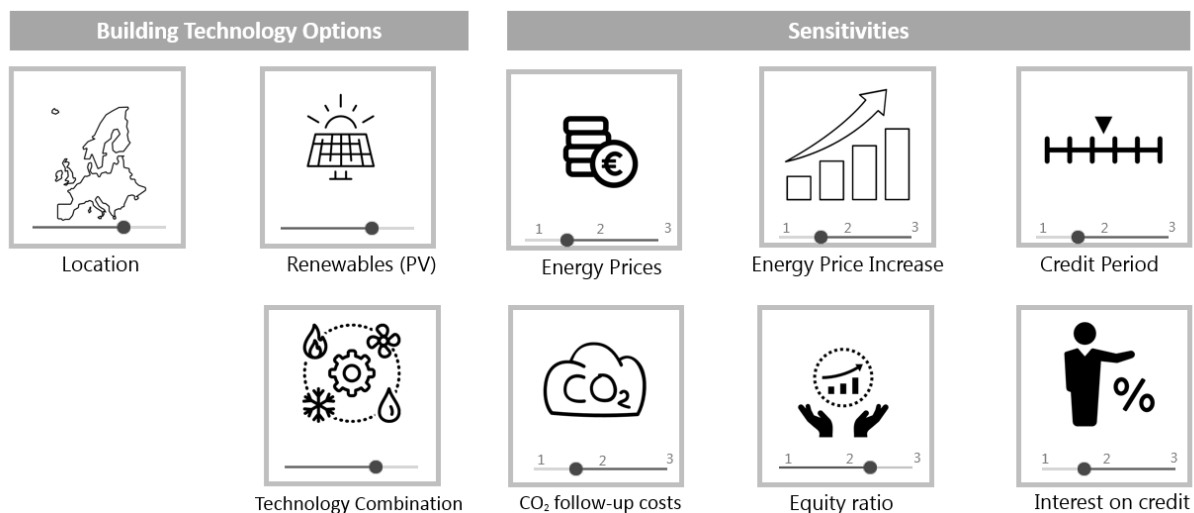 Building Technology Options
Sensitivities
Location
Renewables (PV)
1 2 3
Energy Prices
€
1 2 3
Energy Price Increase
1 2 3
Credit Period
Technology Combination
CO₂
1 2 3
CO₂ follow-up costs
1 2 3
Equity ratio
%
1 2 3
Interest on credit